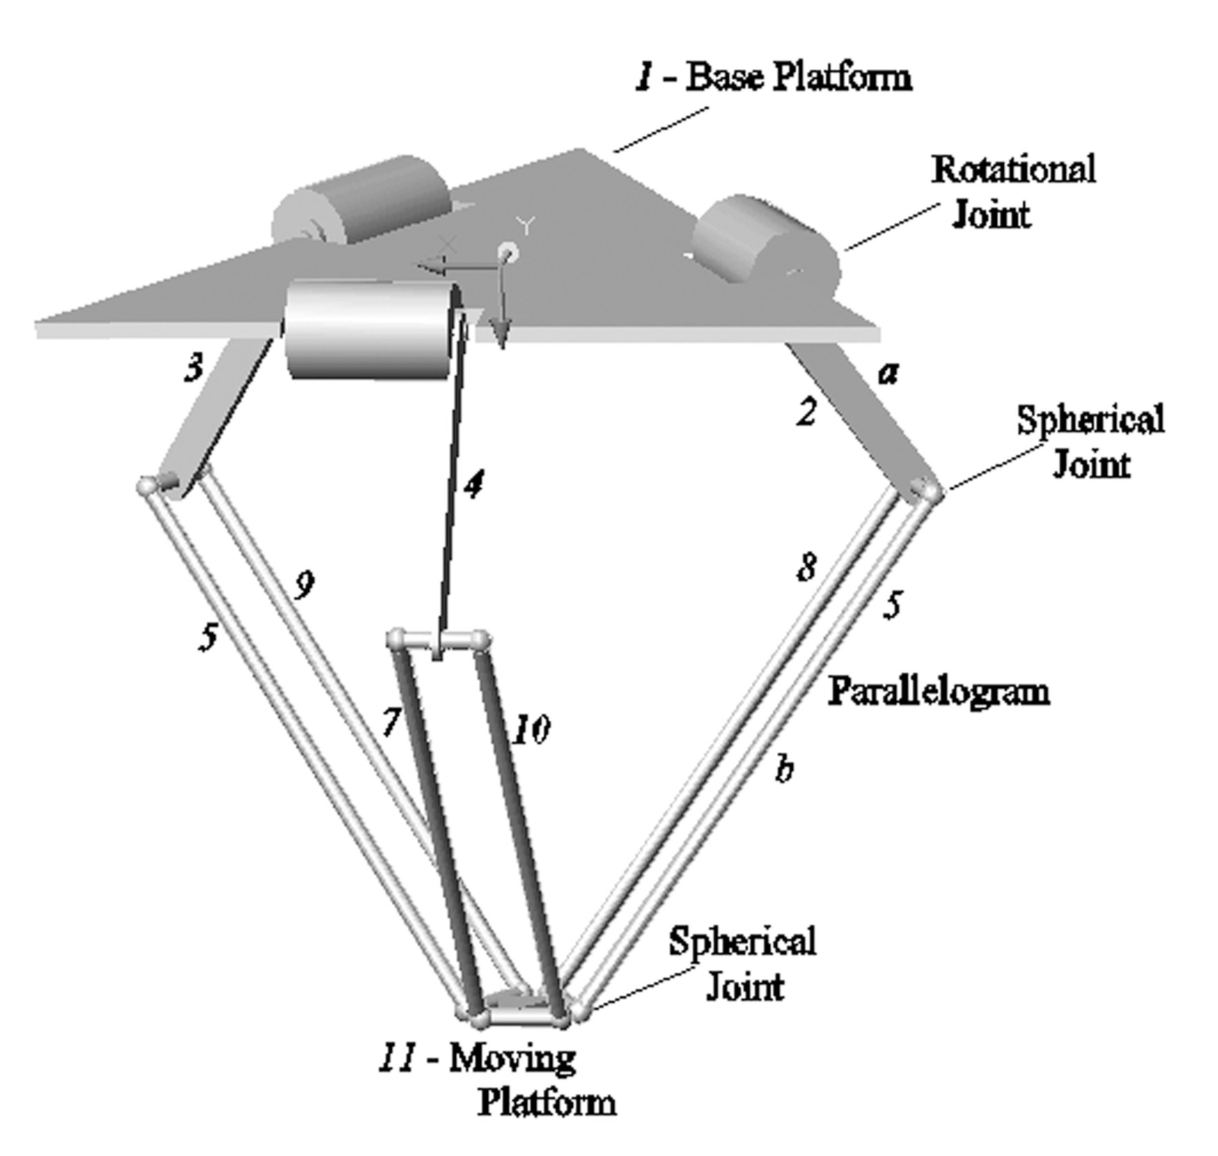 I - Base Platform
Rotational
Joint
X
Y
3
a
2
Spherical
Joint
4
9
8
5
5
Parallelogram
7
10
b
Spherical
Joint
11 - Moving
Platform